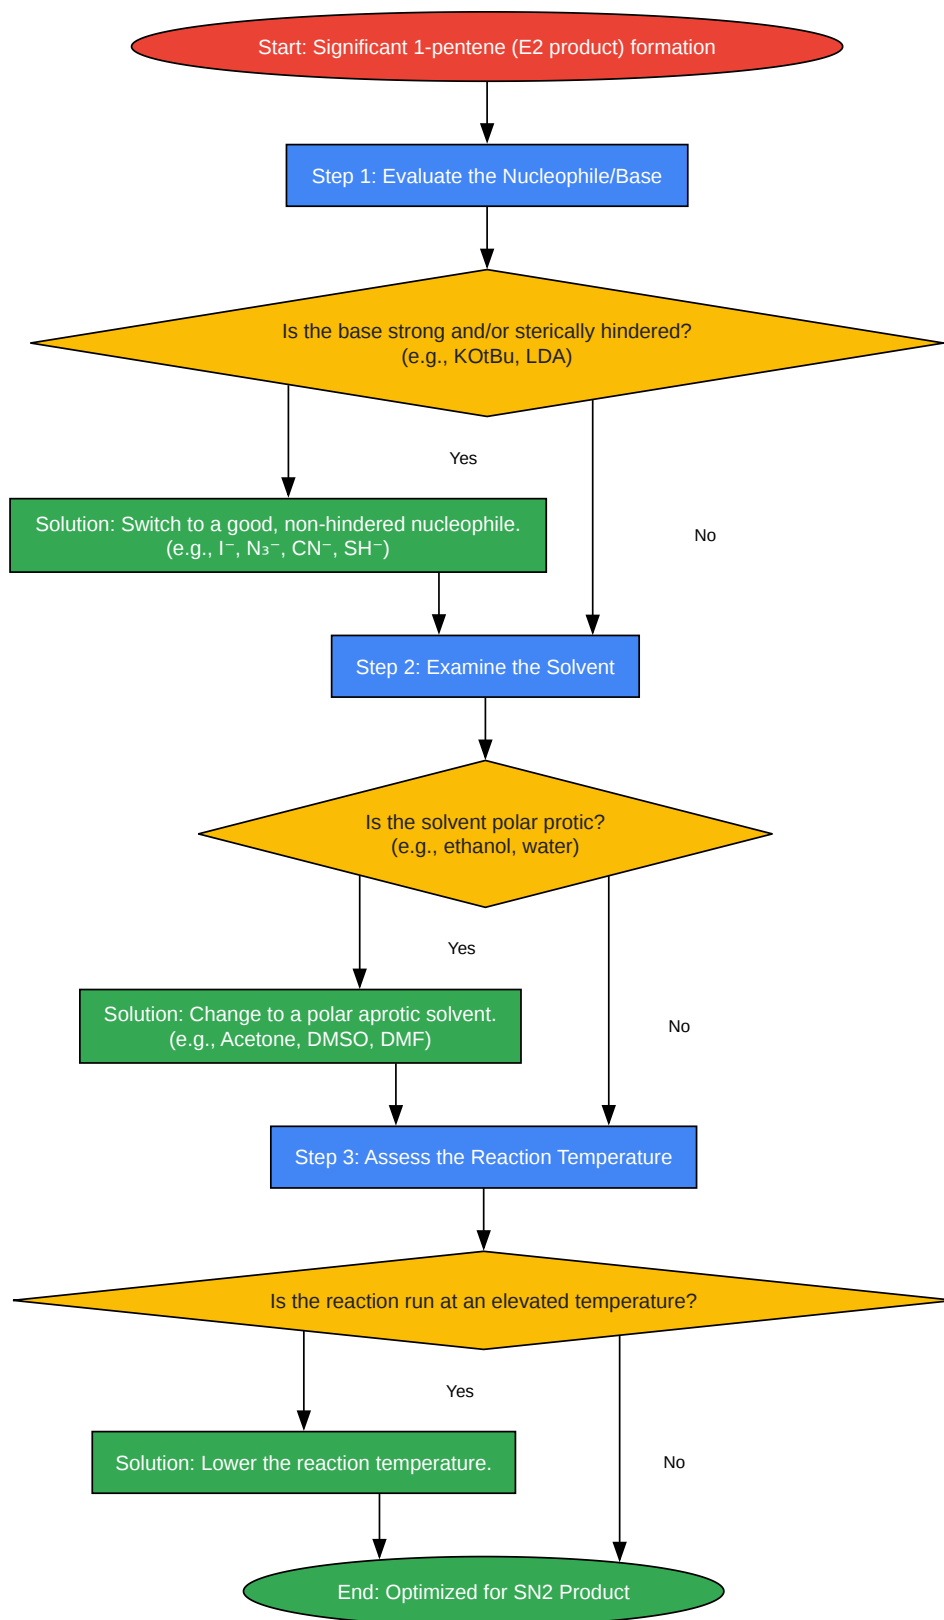 Start: Significant 1-pentene (E2 product) formation
Step 1: Evaluate the Nucleophile/Base
Is the base strong and/or sterically hindered?
(e.g., KOtBu, LDA)
Yes
Solution: Switch to a good, non-hindered nucleophile.
(e.g., I⁻, N₃⁻, CN⁻, SH⁻)
No
Step 2: Examine the Solvent
Is the solvent polar protic?
(e.g., ethanol, water)
Yes
Solution: Change to a polar aprotic solvent.
(e.g., Acetone, DMSO, DMF)
No
Step 3: Assess the Reaction Temperature
Is the reaction run at an elevated temperature?
Yes
Solution: Lower the reaction temperature.
No
End: Optimized for SN2 Product